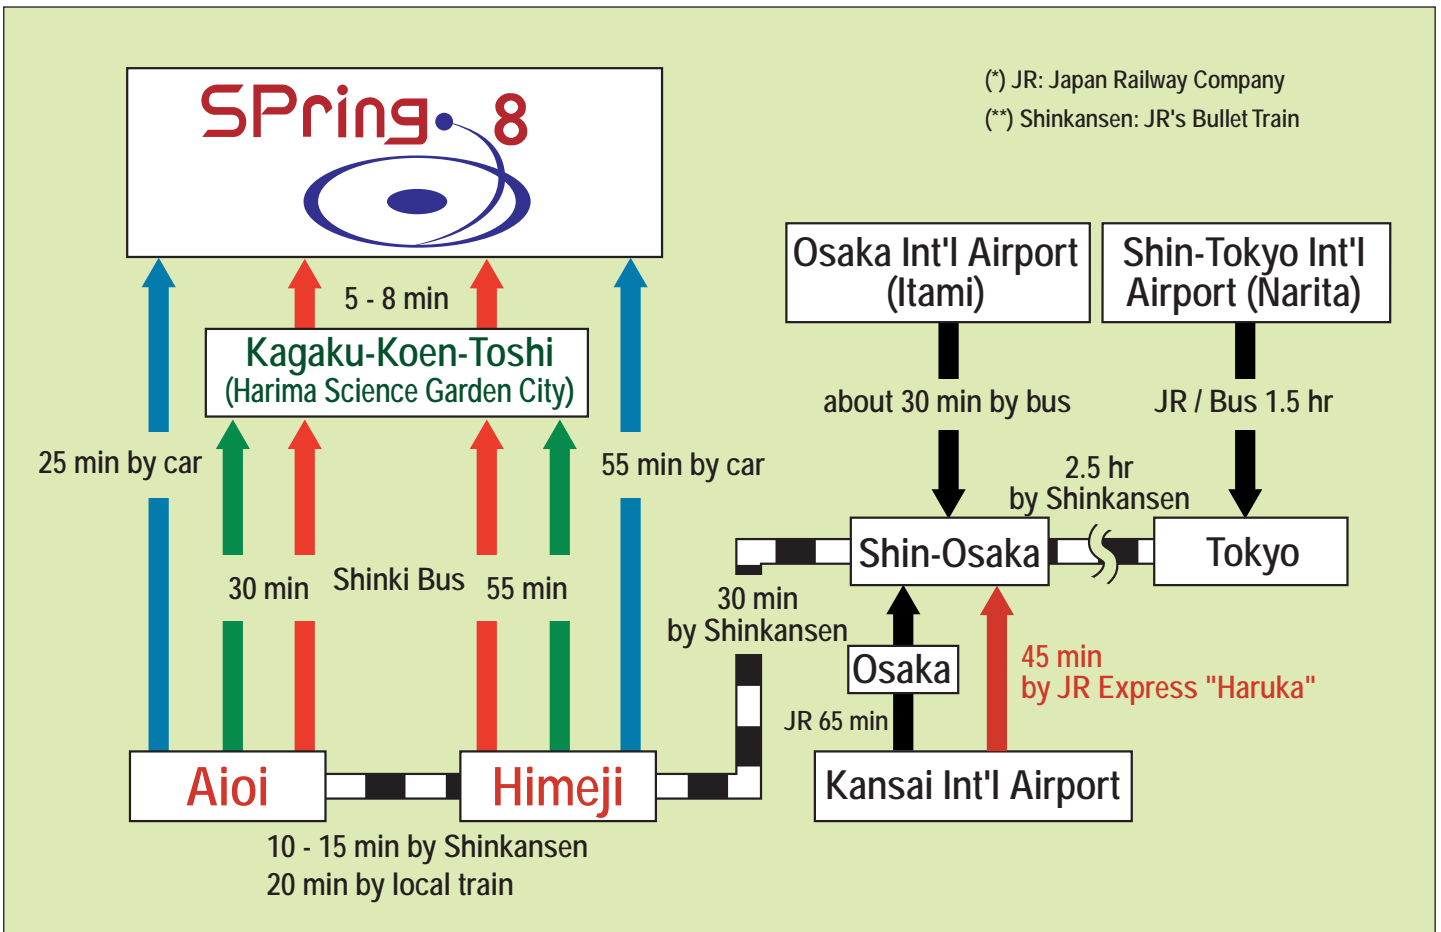 SPring-8
(*) JR: Japan Railway Company
(**) Shinkansen: JR's Bullet Train
5 - 8 min
Kagaku-Koen-Toshi
(Harima Science Garden City)
Osaka Int'l Airport
(Itami)
Shin-Tokyo Int'l
Airport (Narita)
about 30 min by bus
JR / Bus 1.5 hr
25 min by car
55 min by car
2.5 hr
by Shinkansen
Shin-Osaka
Tokyo
30 min
Shinki Bus
55 min
30 min
by Shinkansen
Osaka
45 min
by JR Express "Haruka"
JR 65 min
Aioi
Himeji
Kansai Int'l Airport
10 - 15 min by Shinkansen
20 min by local train